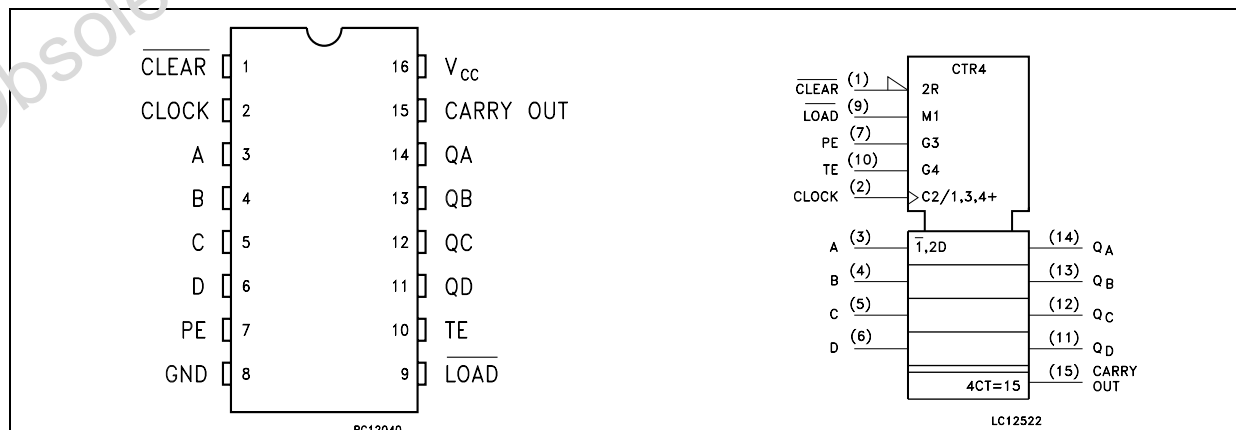 Obsole
CLEAR 1 16 VCC
CLOCK 2 15 CARRY OUT
A 3 14 QA
B 4 13 QB
C 5 12 QC
D 6 11 QD
PE 7 10 TE
GND 8 9 LOAD
CTR4
CLEAR (1) 2R
LOAD (9) M1
PE (7) G3
TE (10) G4
CLOCK (2) C2/1,3,4+
A (3) 1,2D (14) QA
B (4) (13) QB
C (5) (12) QC
D (6) (11) QD
4CT=15 (15) CARRY OUT
LC12522